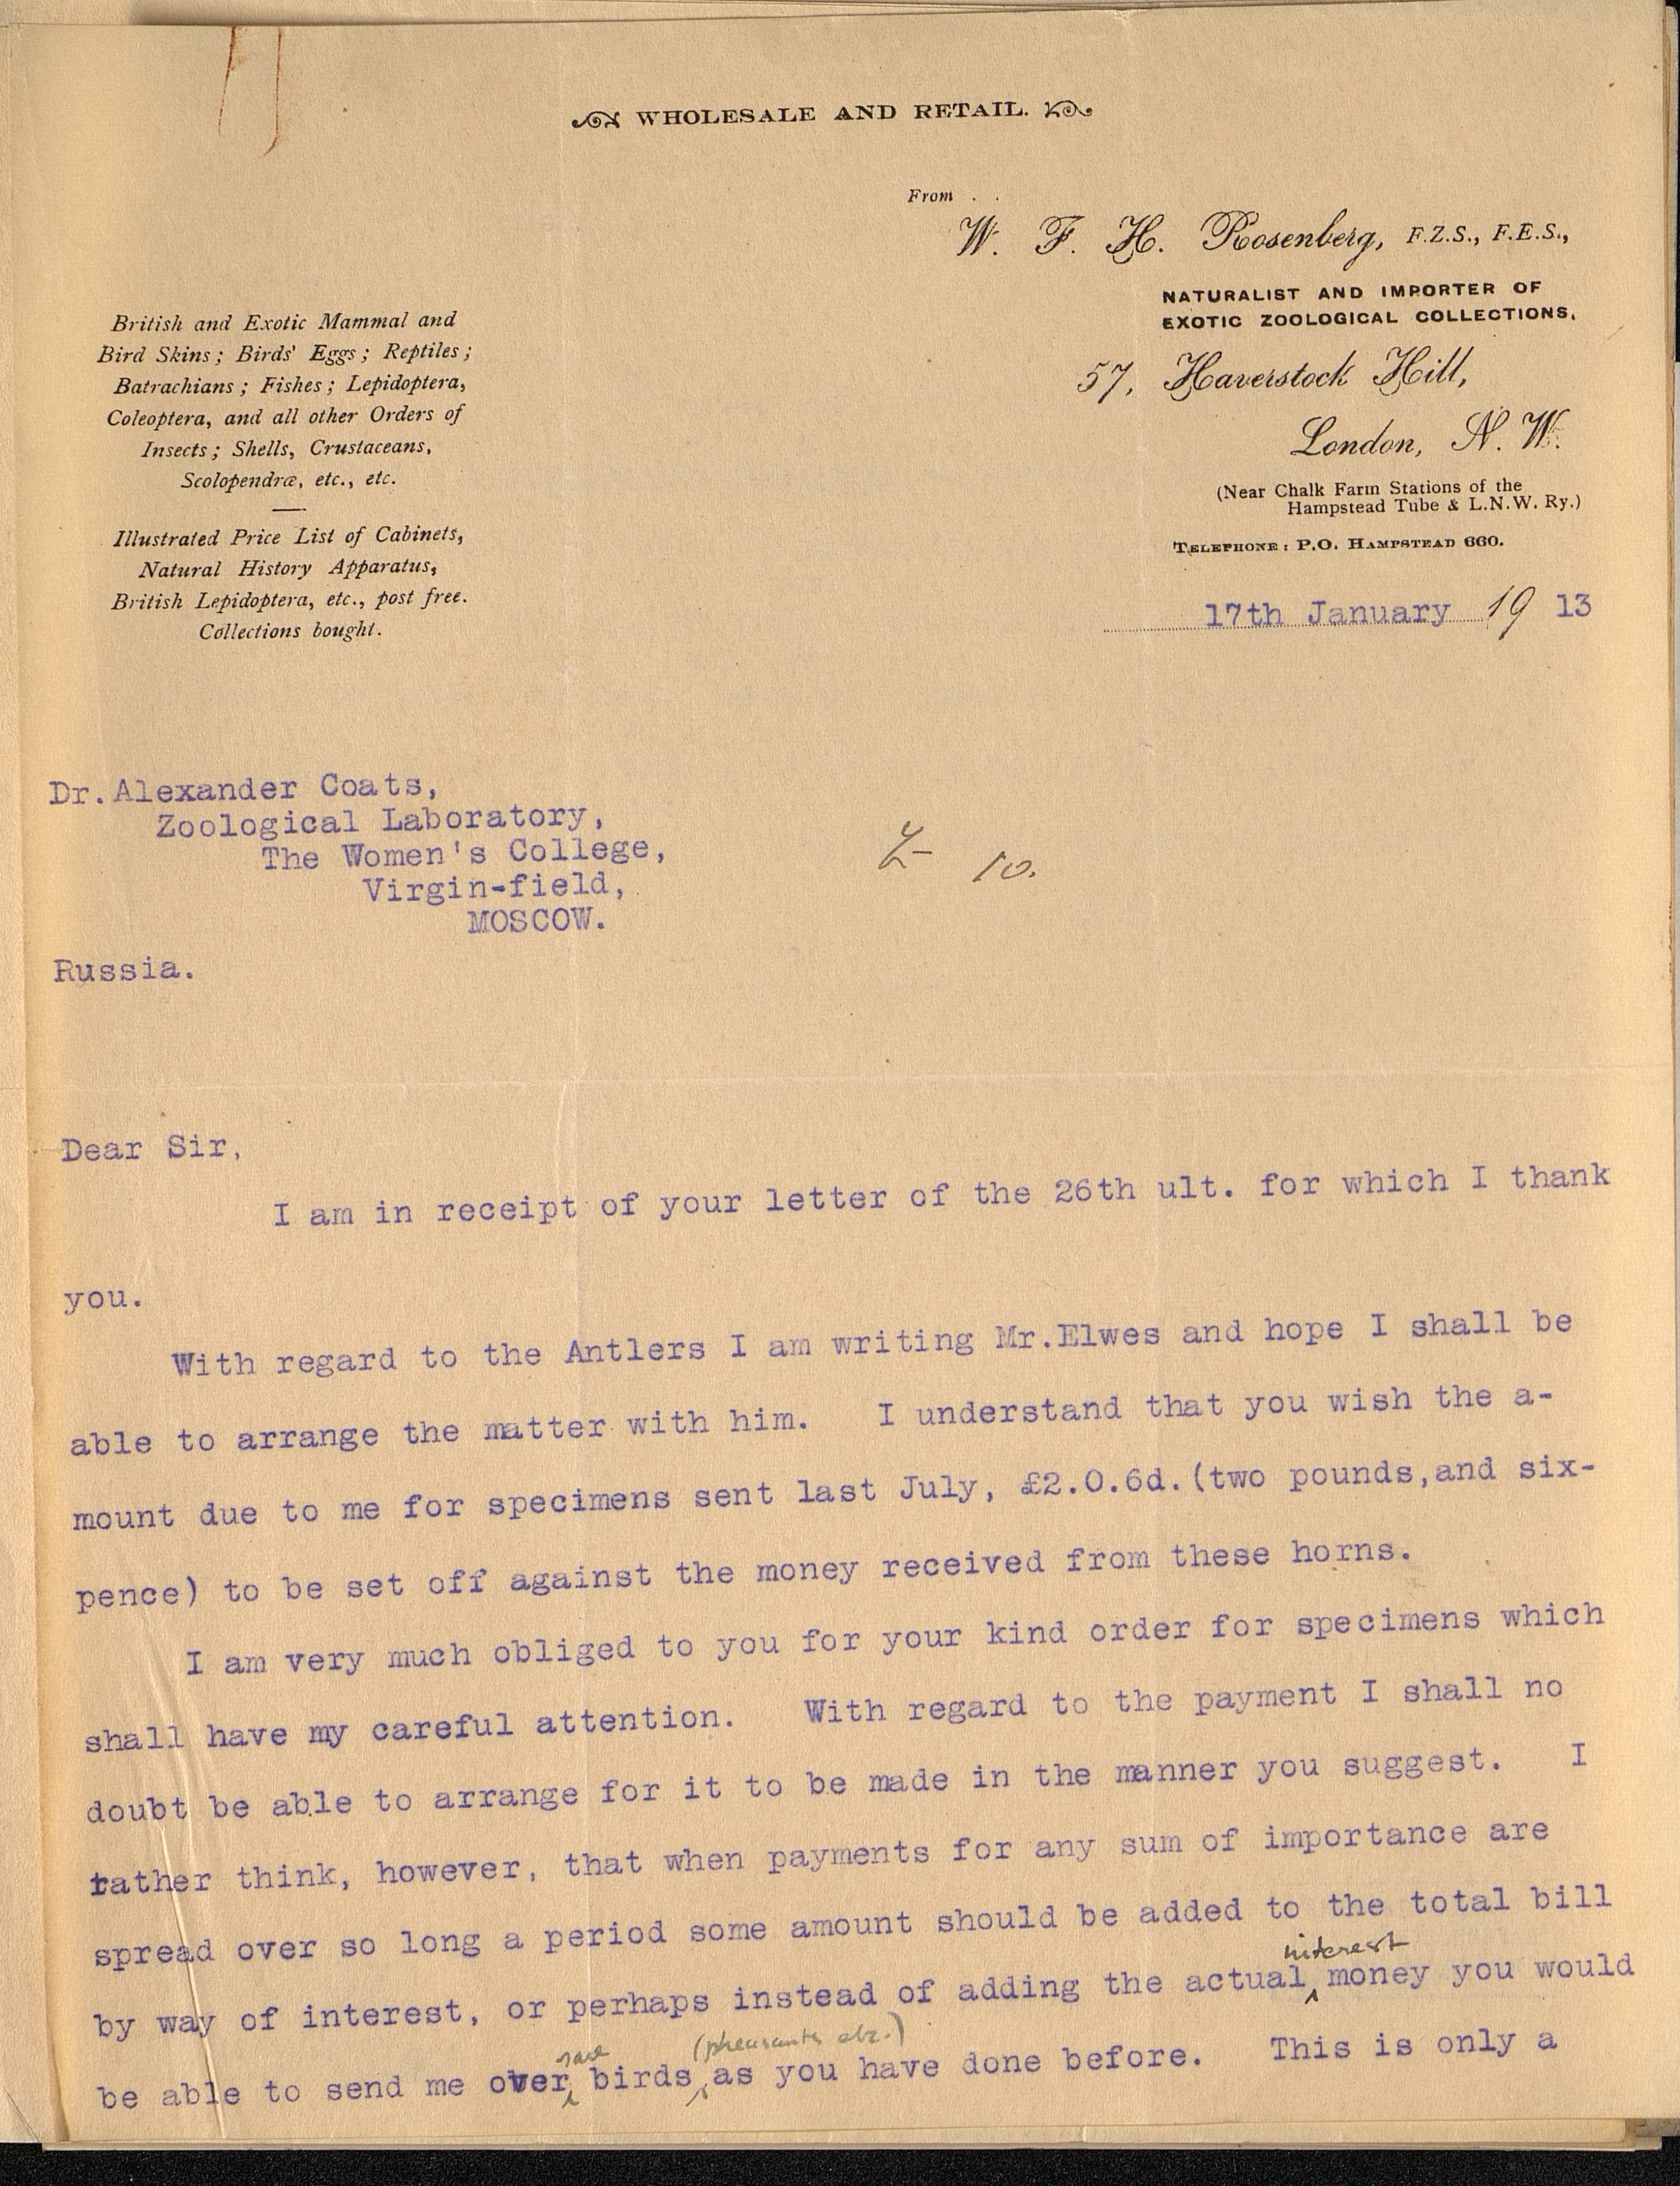 WHOLESALE AND RETAIL.
From . .
W. F. H. Rosenberg, F.Z.S., F.E.S.,
NATURALIST AND IMPORTER OF
EXOTIC ZOOLOGICAL COLLECTIONS,
57, Haverstock Hill,
London, N. W.
(Near Chalk Farm Stations of the
Hampstead Tube & L.N.W. Ry.)
TELEPHONE: P.O. HAMPSTEAD 660.
British and Exotic Mammal and
Bird Skins; Birds' Eggs; Reptiles;
Batrachians; Fishes; Lepidoptera,
Coleoptera, and all other Orders of
Insects; Shells, Crustaceans,
Scolopendræ, etc., etc.
Illustrated Price List of Cabinets,
Natural History Apparatus,
British Lepidoptera, etc., post free.
Collections bought.
17th January 19 13
Dr.Alexander Coats,
Zoological Laboratory,
The Women's College,
Virgin-field,
MOSCOW.
10.
Russia.
Dear Sir,
I am in receipt of your letter of the 26th ult. for which I thank
you.
With regard to the Antlers I am writing Mr.Elwes and hope I shall be
able to arrange the matter with him. I understand that you wish the a-
mount due to me for specimens sent last July, £2.0.6d.(two pounds,and six-
pence) to be set off against the money received from these horns.
I am very much obliged to you for your kind order for specimens which
shall have my careful attention. With regard to the payment I shall no
doubt be able to arrange for it to be made in the manner you suggest. I
rather think, however, that when payments for any sum of importance are
spread over so long a period some amount should be added to the total bill
interest
by way of interest, or perhaps instead of adding the actual money you would
rare (pheasants etc.)
be able to send me over birds, as you have done before. This is only a